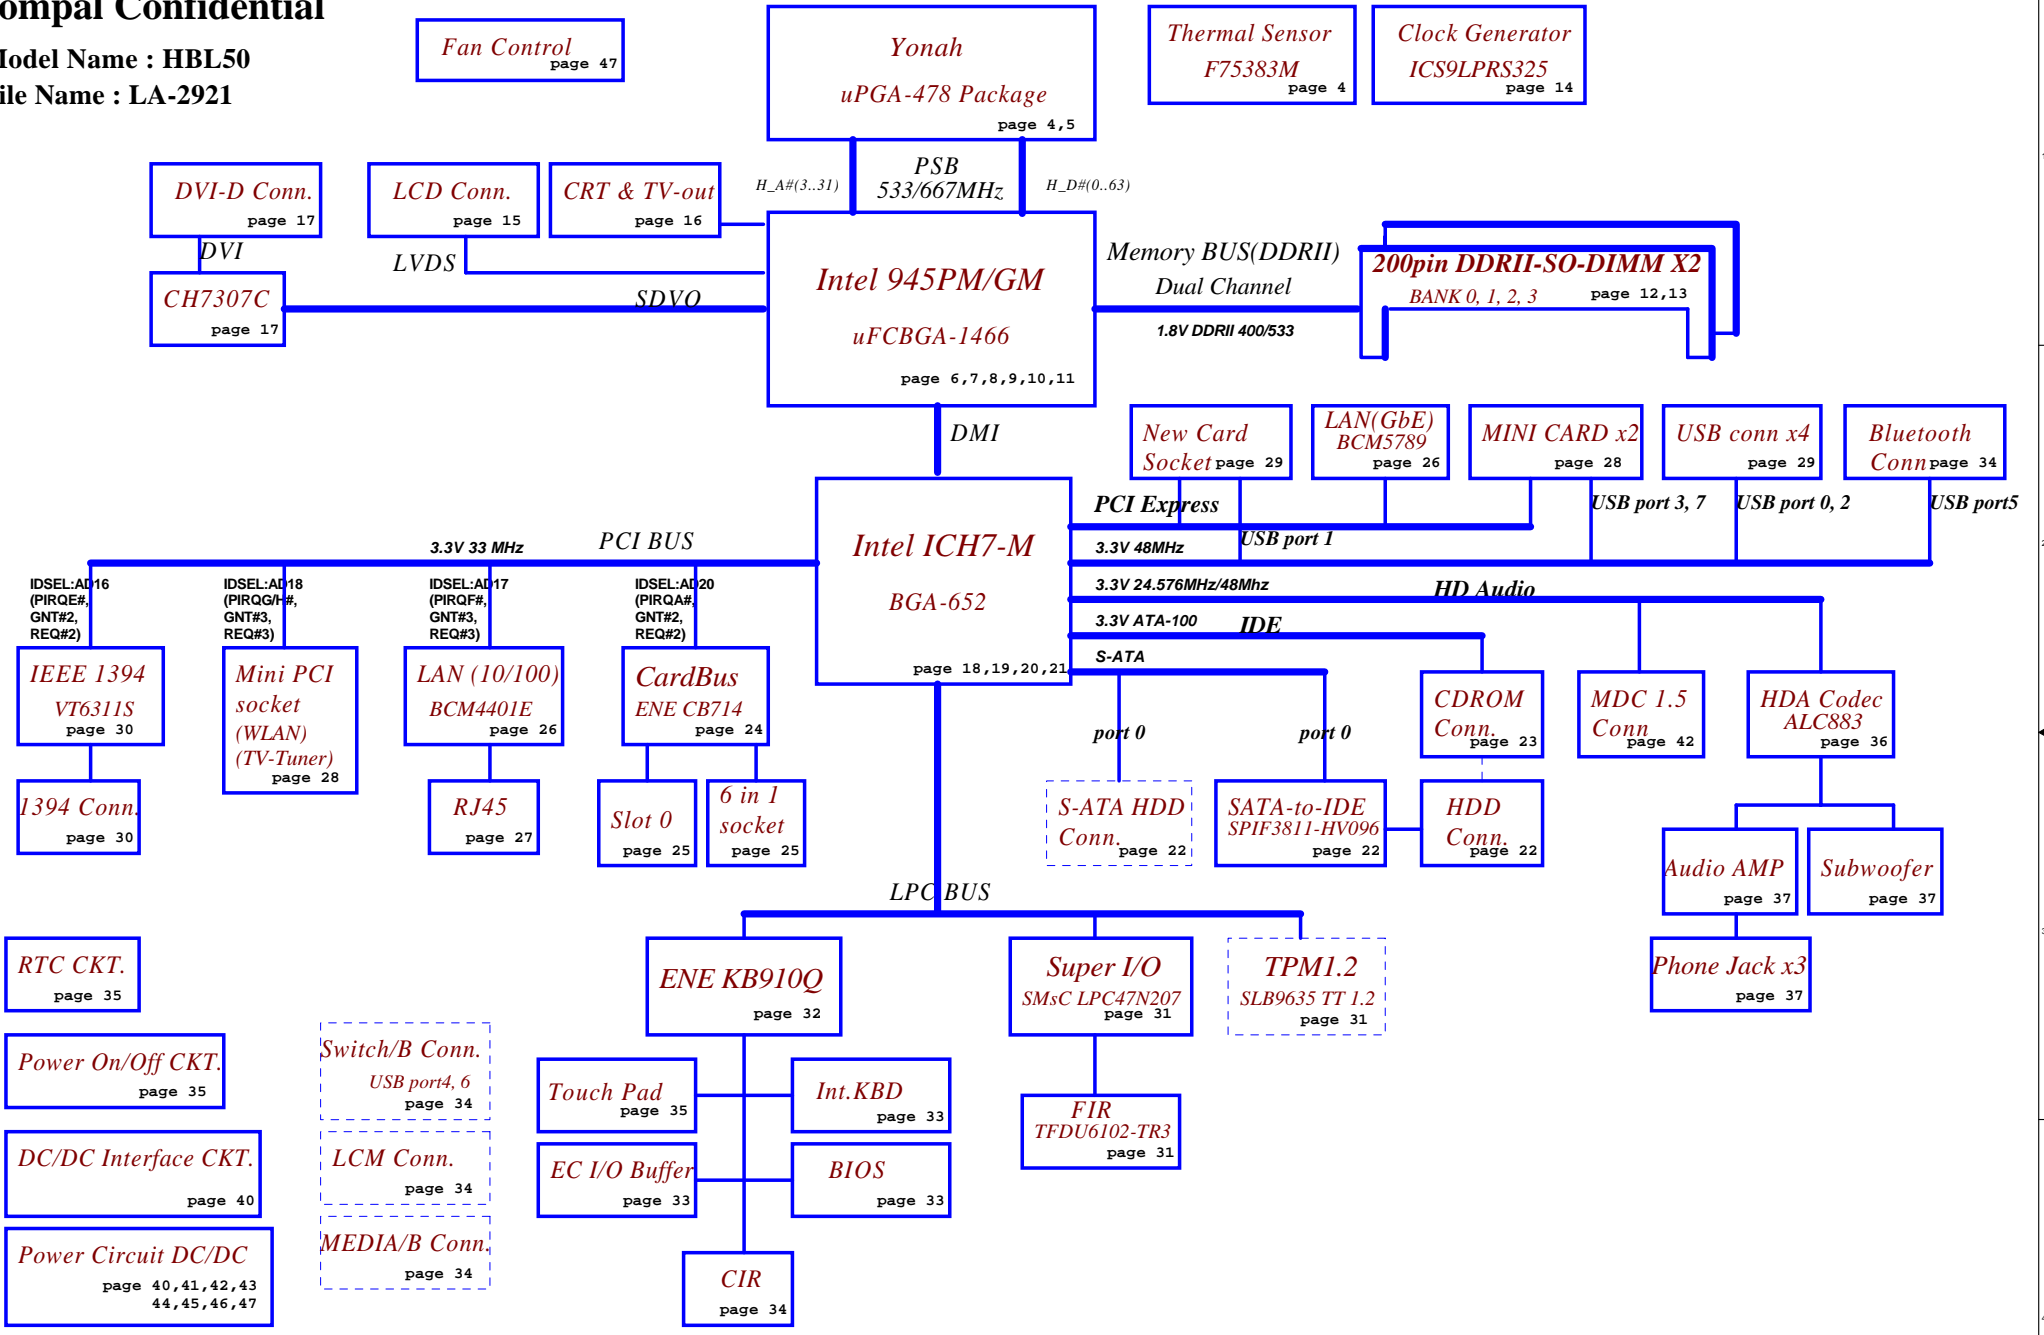 ompal Confidential
Model Name : HBL50
ile Name : LA-2921
Fan Control
page 47
Yonah
uPGA-478 Package
page 4,5
Thermal Sensor
F75383M
page 4
Clock Generator
ICS9LPRS325
page 14
H_A#(3..31)
PSB
533/667MHz
H_D#(0..63)
DVI-D Conn.
page 17
LCD Conn.
page 15
CRT & TV-out
page 16
DVI
LVDS
CH7307C
page 17
SDVO
Intel 945PM/GM
uFCBGA-1466
page 6,7,8,9,10,11
Memory BUS(DDRII)
Dual Channel
1.8V DDRII 400/533
200pin DDRII-SO-DIMM X2
BANK 0, 1, 2, 3
page 12,13
DMI
New Card
Socket
page 29
LAN(GbE)
BCM5789
page 26
MINI CARD x2
page 28
USB conn x4
page 29
Bluetooth
Conn
page 34
PCI Express
USB port 1
USB port 3, 7
USB port 0, 2
USB port5
Intel ICH7-M
BGA-652
page 18,19,20,21
3.3V 48MHz
3.3V 24.576MHz/48Mhz
HD Audio
3.3V ATA-100
IDE
S-ATA
3.3V 33 MHz
PCI BUS
IDSEL:AD16
(PIRQE#,
GNT#2,
REQ#2)
IDSEL:AD18
(PIRQG/H#,
GNT#3,
REQ#3)
IDSEL:AD17
(PIRQF#,
GNT#3,
REQ#3)
IDSEL:AD20
(PIRQA#,
GNT#2,
REQ#2)
IEEE 1394
VT6311S
page 30
Mini PCI
socket
(WLAN)
(TV-Tuner)
page 28
LAN (10/100)
BCM4401E
page 26
CardBus
ENE CB714
page 24
1394 Conn.
page 30
RJ45
page 27
Slot 0
page 25
6 in 1
socket
page 25
port 0
port 0
S-ATA HDD
Conn.
page 22
SATA-to-IDE
SPIF3811-HV096
page 22
CDROM
Conn.
page 23
HDD
Conn.
page 22
MDC 1.5
Conn
page 42
HDA Codec
ALC883
page 36
Audio AMP
page 37
Subwoofer
page 37
Phone Jack x3
page 37
LPC BUS
ENE KB910Q
page 32
Super I/O
SMsC LPC47N207
page 31
TPM1.2
SLB9635 TT 1.2
page 31
Touch Pad
page 35
Int.KBD
page 33
EC I/O Buffer
page 33
BIOS
page 33
CIR
page 34
FIR
TFDU6102-TR3
page 31
RTC CKT.
page 35
Power On/Off CKT.
page 35
DC/DC Interface CKT.
page 40
Power Circuit DC/DC
page 40,41,42,43
44,45,46,47
Switch/B Conn.
USB port4, 6
page 34
LCM Conn.
page 34
MEDIA/B Conn.
page 34